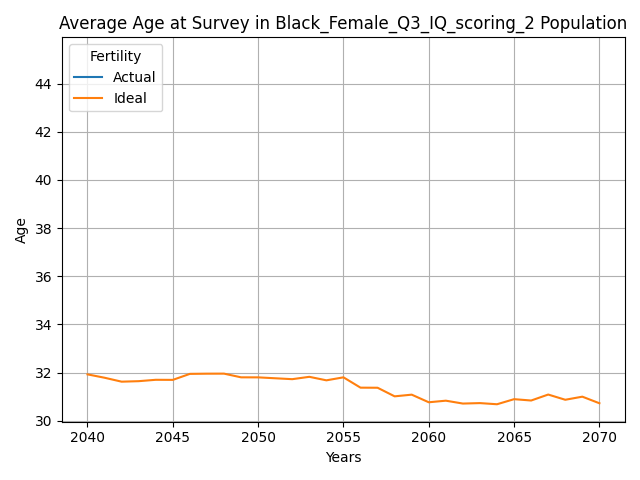 Average Age at Survey in Black_Female_Q3_IQ_scoring_2 Population
Fertility
Actual
Ideal
44
42
40
38
36
34
32
30
Age
2040 2045 2050 2055 2060 2065 2070
Years